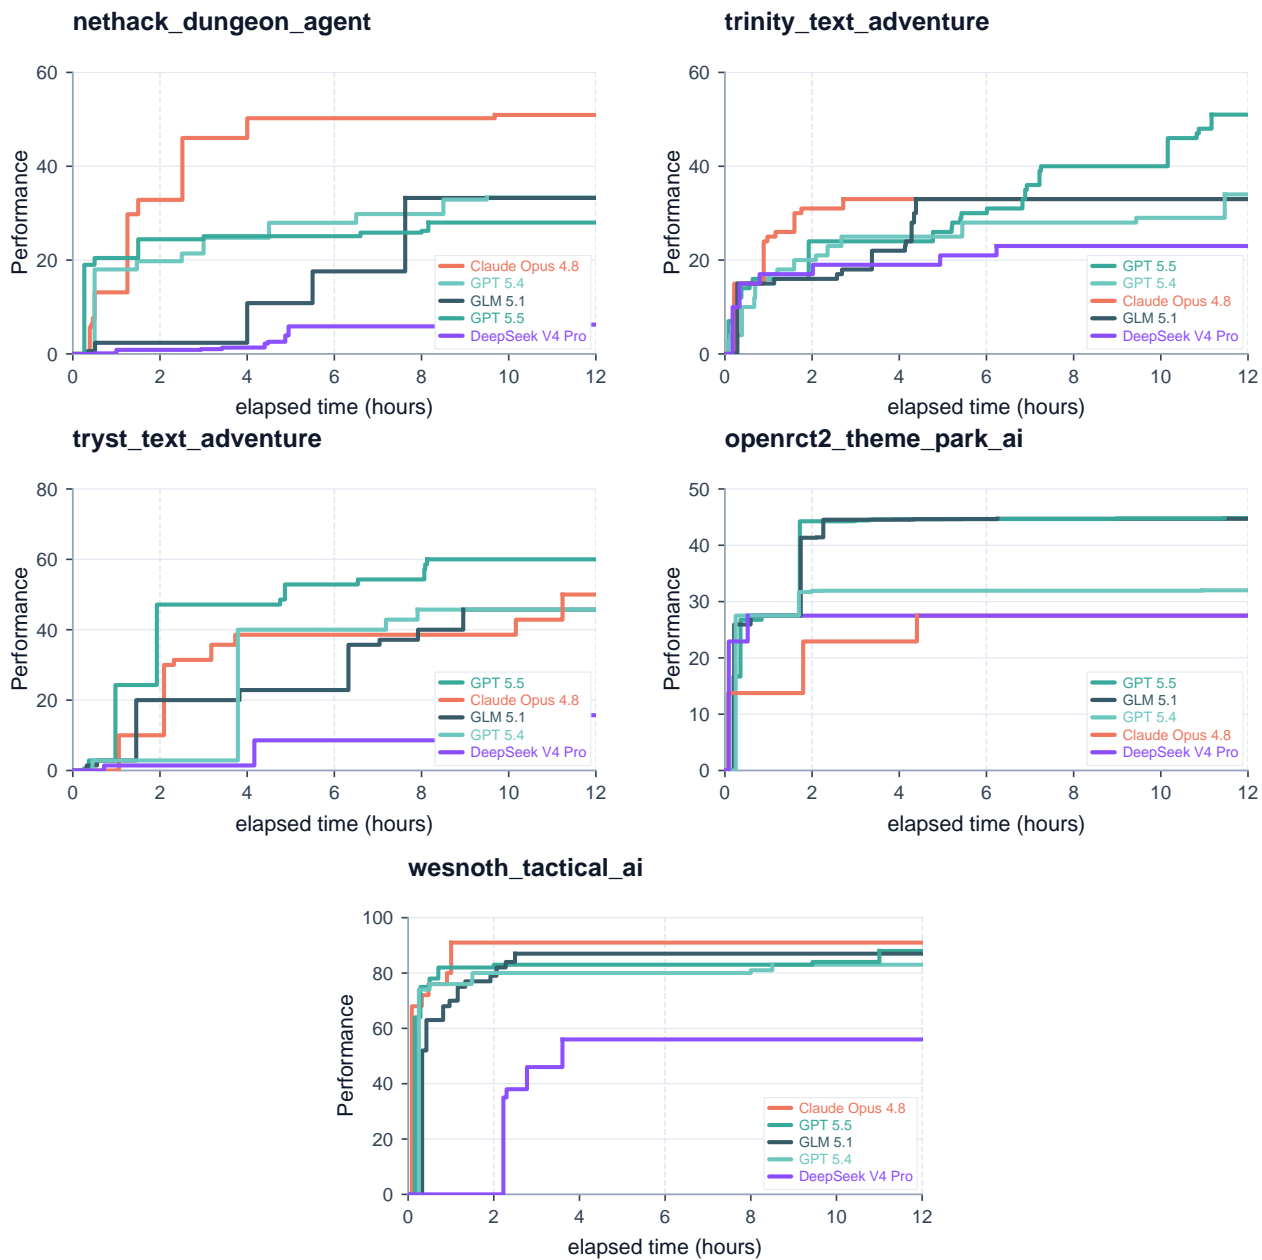 nethack_dungeon_agent
Performance
60
40
20
0
Claude Opus 4.8
GPT 5.4
GLM 5.1
GPT 5.5
DeepSeek V4 Pro
0 2 4 6 8 10 12
elapsed time (hours)
trinity_text_adventure
Performance
60
40
20
0
GPT 5.5
GPT 5.4
Claude Opus 4.8
GLM 5.1
DeepSeek V4 Pro
0 2 4 6 8 10 12
elapsed time (hours)
tryst_text_adventure
Performance
80
60
40
20
0
GPT 5.5
Claude Opus 4.8
GLM 5.1
GPT 5.4
DeepSeek V4 Pro
0 2 4 6 8 10 12
elapsed time (hours)
openrct2_theme_park_ai
Performance
50
40
30
20
10
0
GPT 5.5
GLM 5.1
GPT 5.4
Claude Opus 4.8
DeepSeek V4 Pro
0 2 4 6 8 10 12
elapsed time (hours)
wesnoth_tactical_ai
Performance
100
80
60
40
20
0
Claude Opus 4.8
GPT 5.5
GLM 5.1
GPT 5.4
DeepSeek V4 Pro
0 2 4 6 8 10 12
elapsed time (hours)